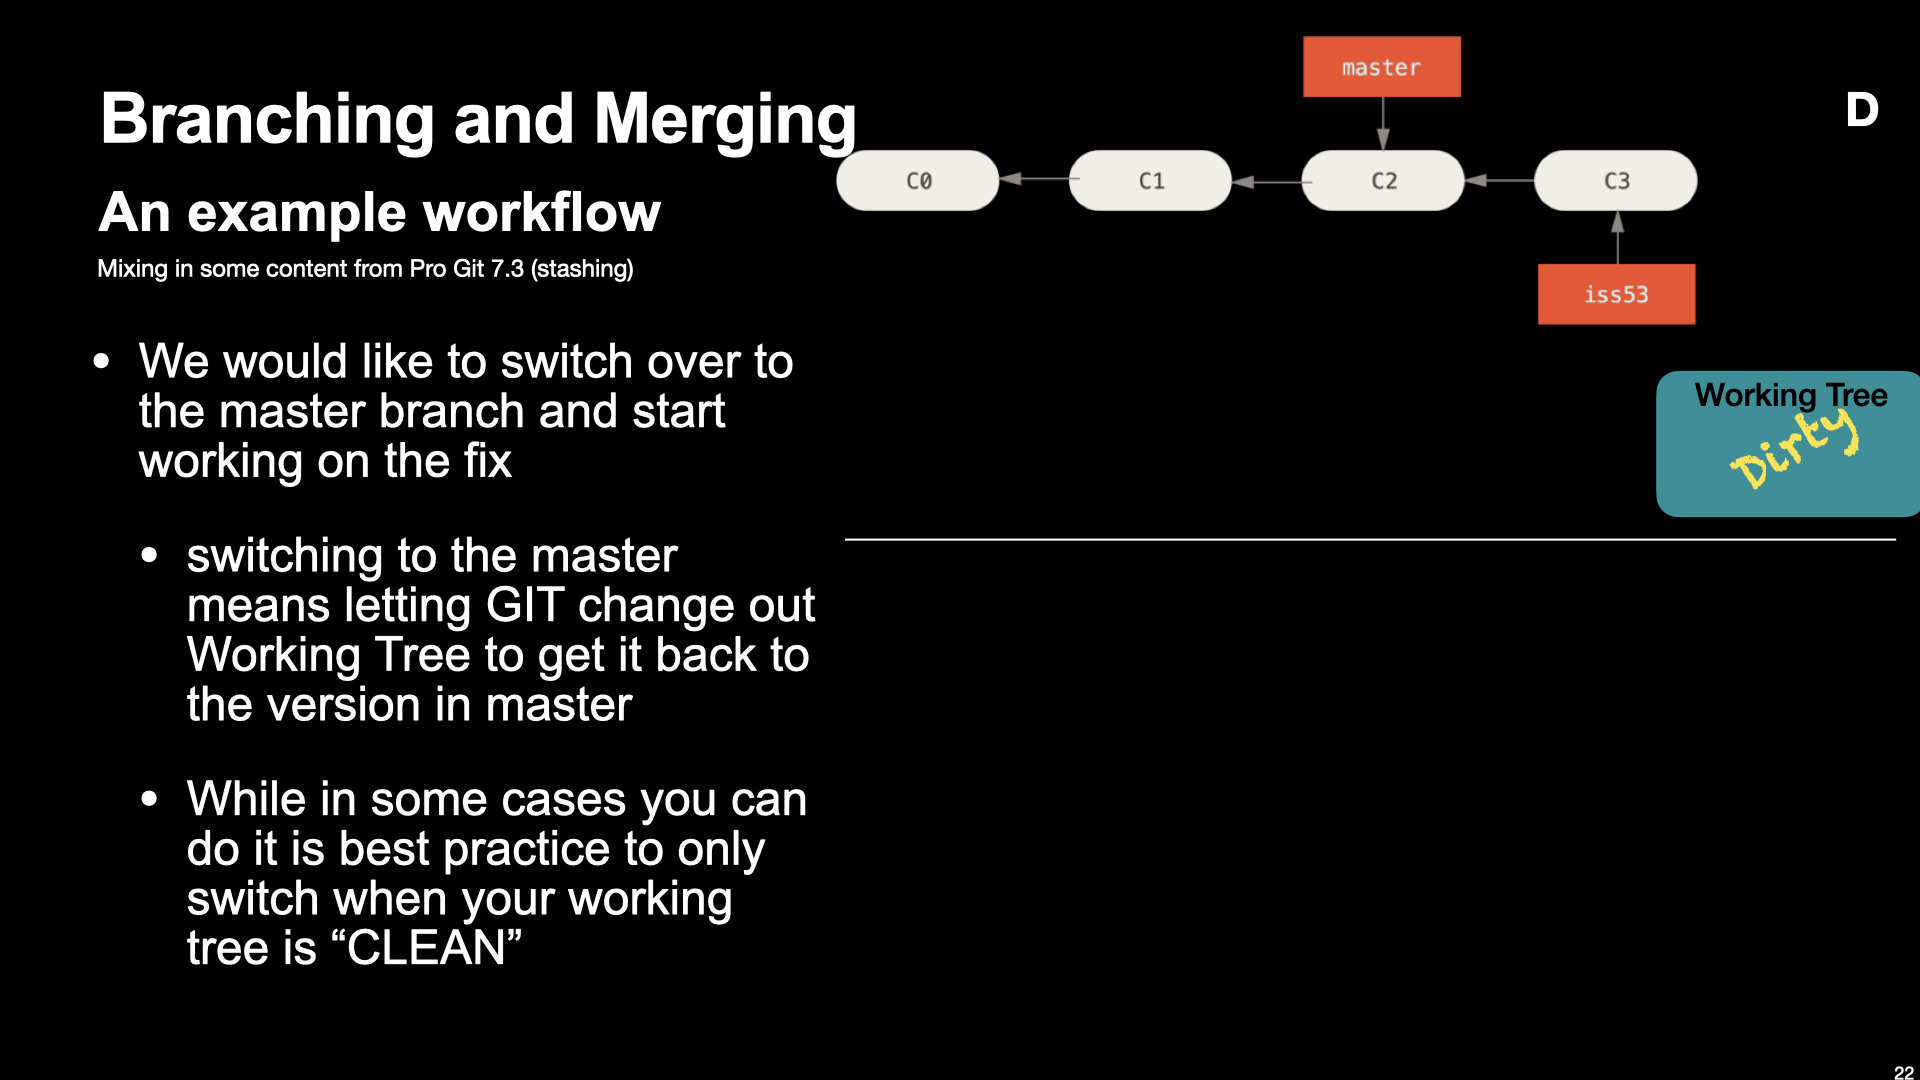 Branching and Merging
An example workflow
Mixing in some content from Pro Git 7.3 (stashing)
• We would like to switch over to
the master branch and start
working on the fix
• switching to the master
means letting GIT change out
Working Tree to get it back to
the version in master
• While in some cases you can
do it is best practice to only
switch when your working
tree is “CLEAN”
master
D
C0
C1
C2
C3
iss53
Working Tree
Dirty
22